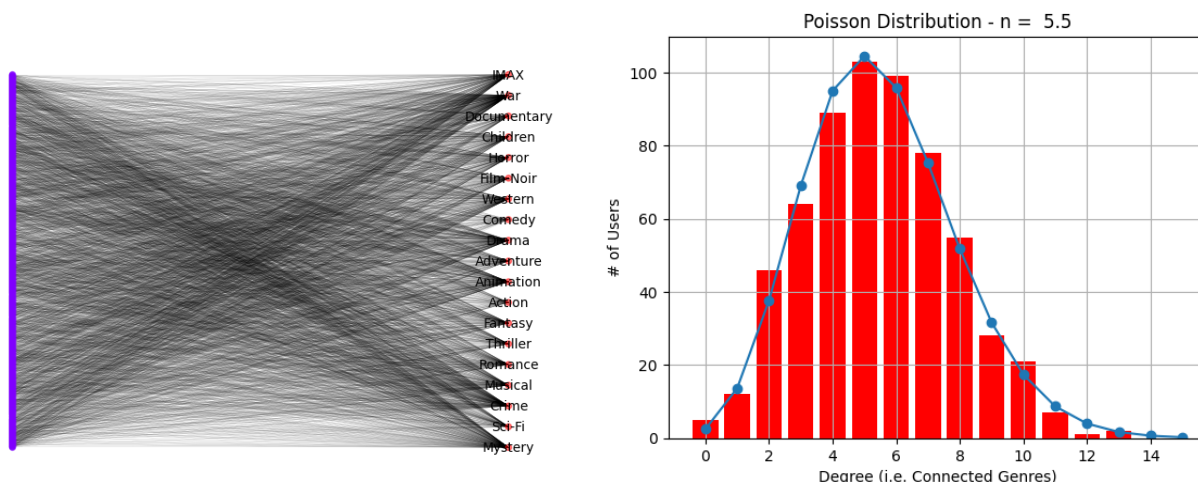 IMAX
War
Documentary
Children
Horror
Film-Noir
Western
Comedy
Drama
Adventure
Animation
Action
Fantasy
Thriller
Romance
Musical
Crime
Sci-Fi
Mystery
Poisson Distribution - n =  5.5
# of Users
100
80
60
40
20
0
0 2 4 6 8 10 12 14
Degree (i.e. Connected Genres)